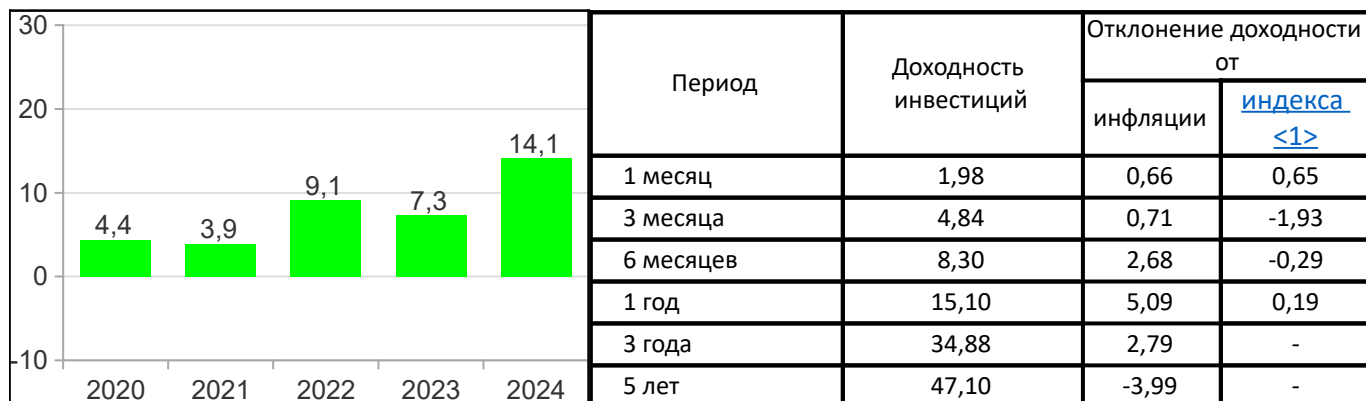 30
20
10
0
-10
4,4
3,9
9,1
7,3
14,1
2020 2021 2022 2023 2024
Период
Доходность
инвестиций
Отклонение доходности
от
инфляции
индекса
<1>
1 месяц 1,98 0,66 0,65
3 месяца 4,84 0,71 -1,93
6 месяцев 8,30 2,68 -0,29
1 год 15,10 5,09 0,19
3 года 34,88 2,79 -
5 лет 47,10 -3,99 -